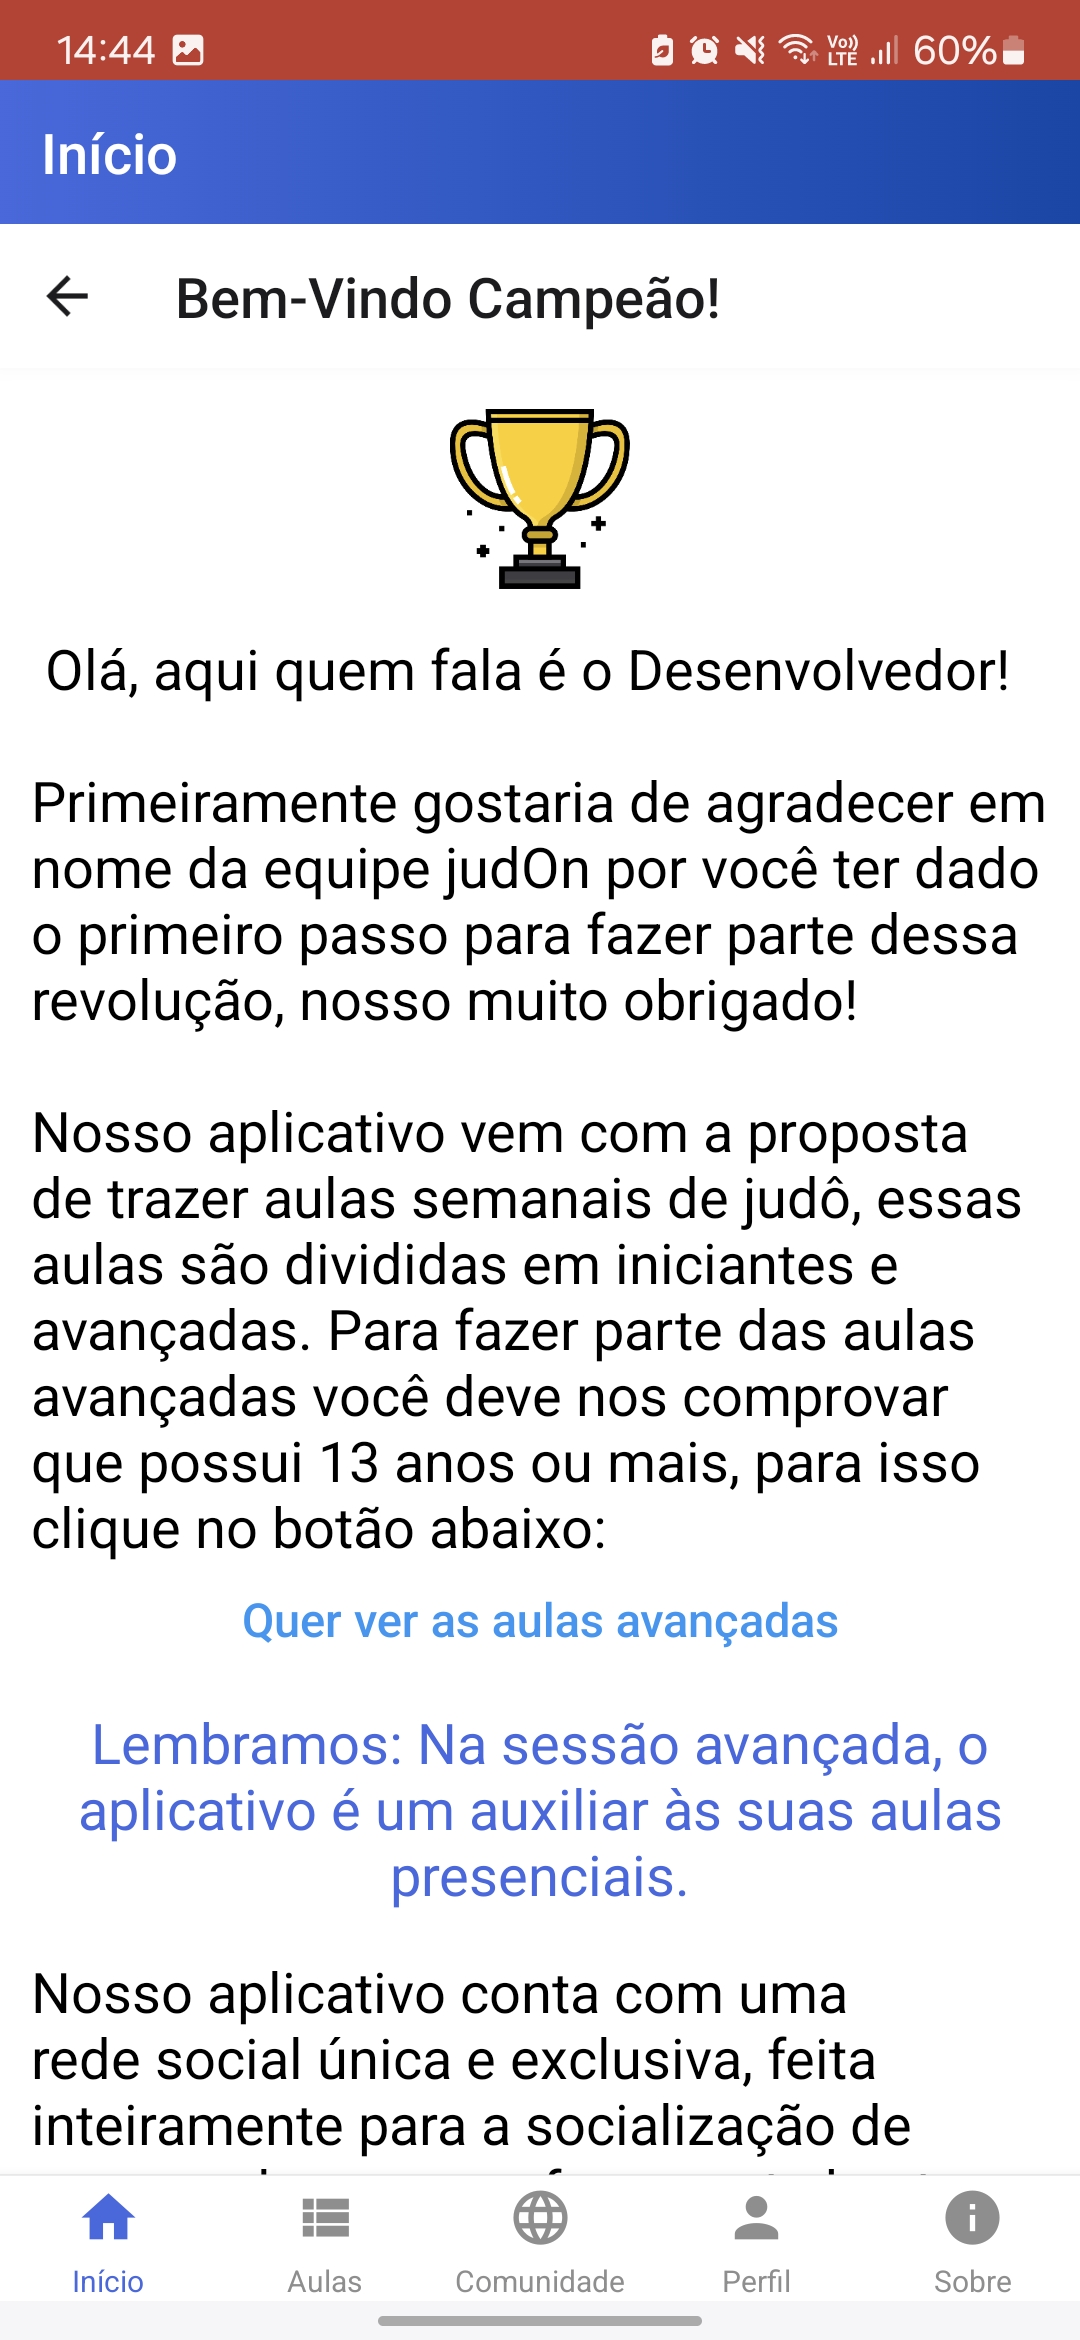 14:44
Vo))
LTE
60%
Início
Bem-Vindo Campeão!
Olá, aqui quem fala é o Desenvolvedor!
Primeiramente gostaria de agradecer em
nome da equipe judOn por você ter dado
o primeiro passo para fazer parte dessa
revolução, nosso muito obrigado!
Nosso aplicativo vem com a proposta
de trazer aulas semanais de judô, essas
aulas são divididas em iniciantes e
avançadas. Para fazer parte das aulas
avançadas você deve nos comprovar
que possui 13 anos ou mais, para isso
clique no botão abaixo:
Quer ver as aulas avançadas
Lembramos: Na sessão avançada, o
aplicativo é um auxiliar às suas aulas
presenciais.
Nosso aplicativo conta com uma
rede social única e exclusiva, feita
inteiramente para a socialização de
Início
Aulas
Comunidade
Perfil
Sobre